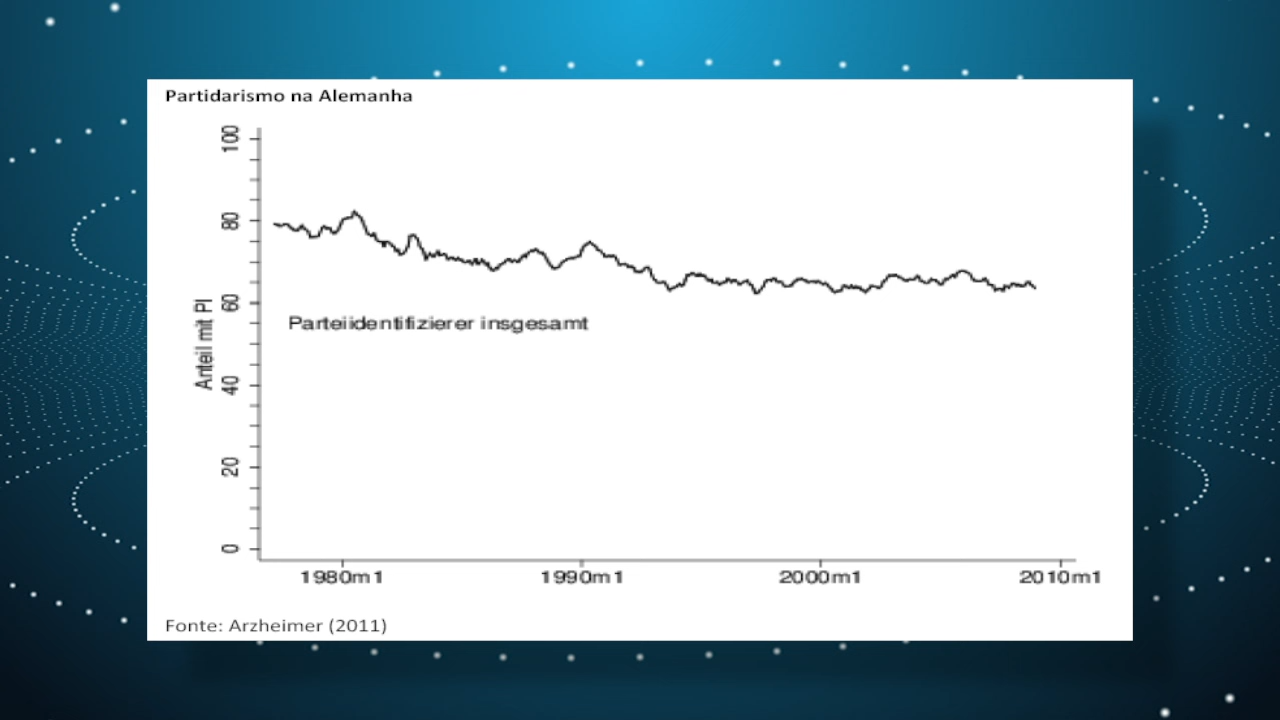 Partidarismo na Alemanha
100
80
60
40
20
0
Anteil mit PI
Parteiidentifizierer insgesamt
1980m1 1990m1 2000m1 2010m1
Fonte: Arzheimer (2011)